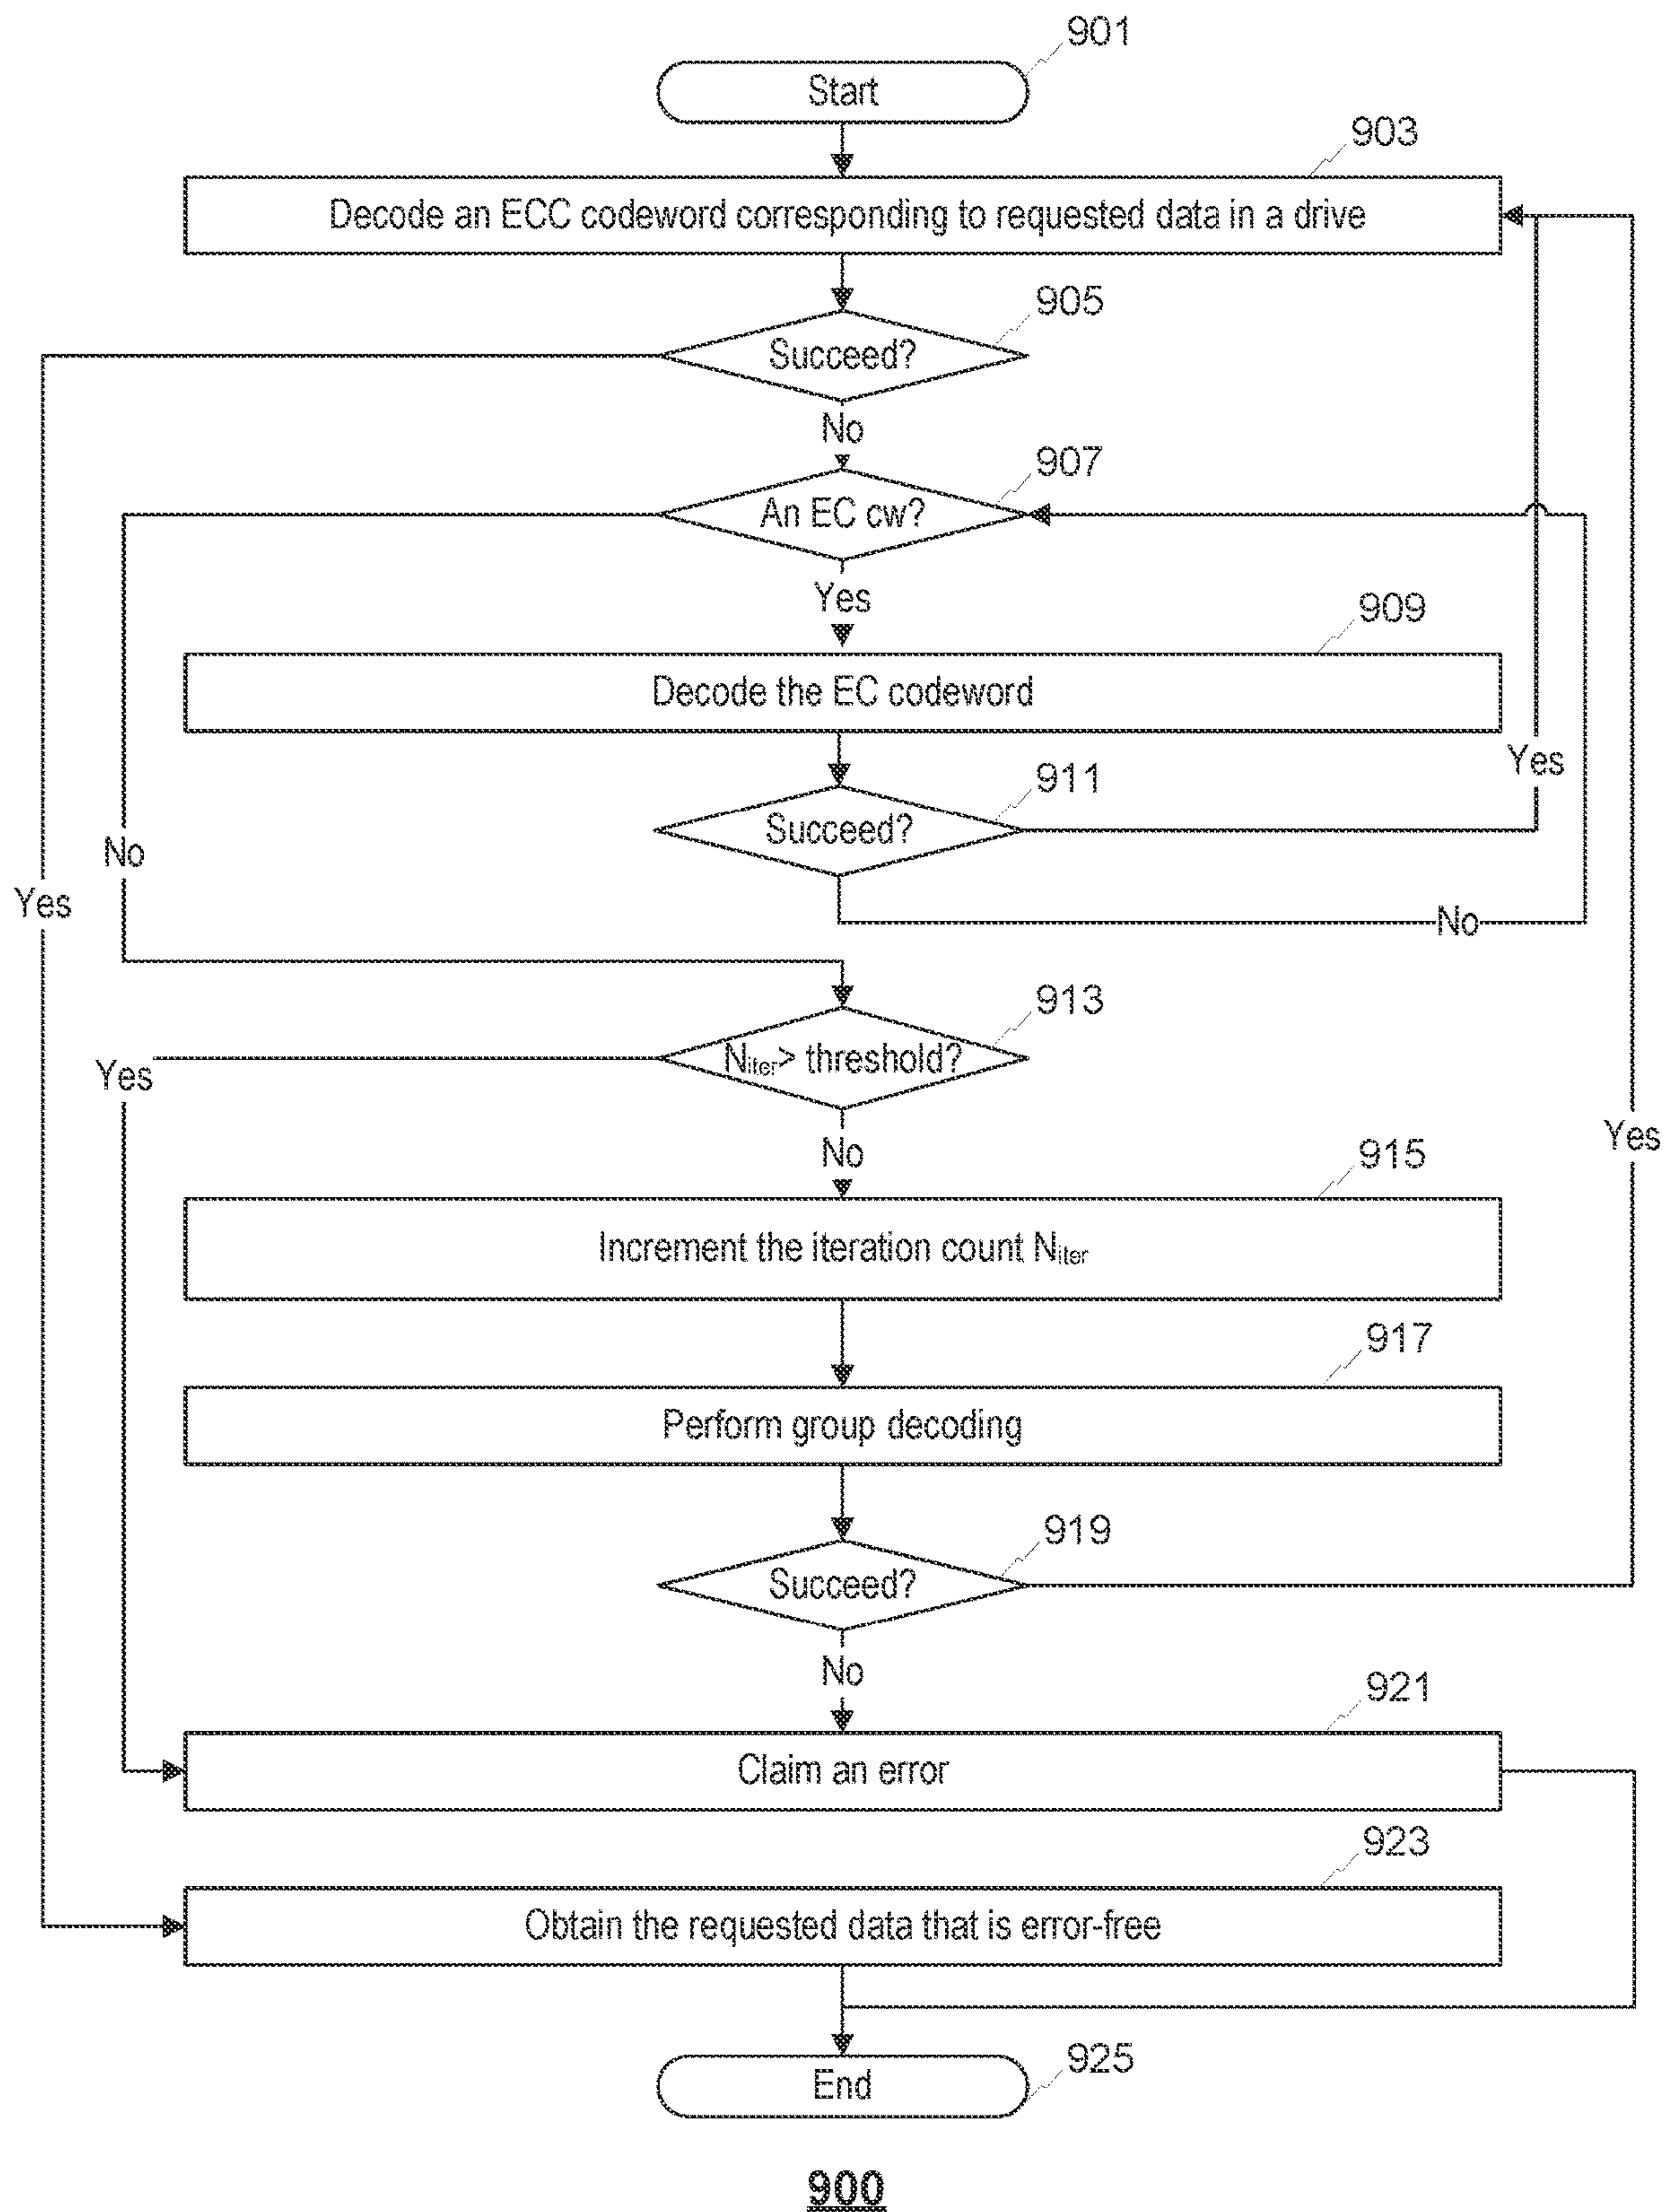 901
Start
903
Decode an ECC codeword corresponding to requested data in a drive
905
Succeed?
No
907
An EC cw?
Yes
909
Decode the EC codeword
Yes
911
Succeed?
No
Yes
No
913
N_iter> threshold?
Yes
No
Yes
915
Increment the iteration count N_iter
917
Perform group decoding
919
Succeed?
No
921
Claim an error
923
Obtain the requested data that is error-free
925
End
900